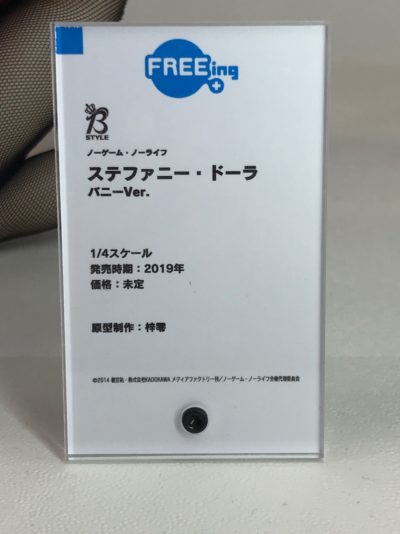 FREEing
B
STYLE
ノーゲーム・ノーライフ
ステファニー・ドーラ
バニーVer.
1/4スケール
発売時期：2019年
価格：未定
原型制作：梓澪
©2014 榎宮祐・株式会社KADOKAWA メディアファクトリー刊／ノーゲーム・ノーライフ全権代理委員会